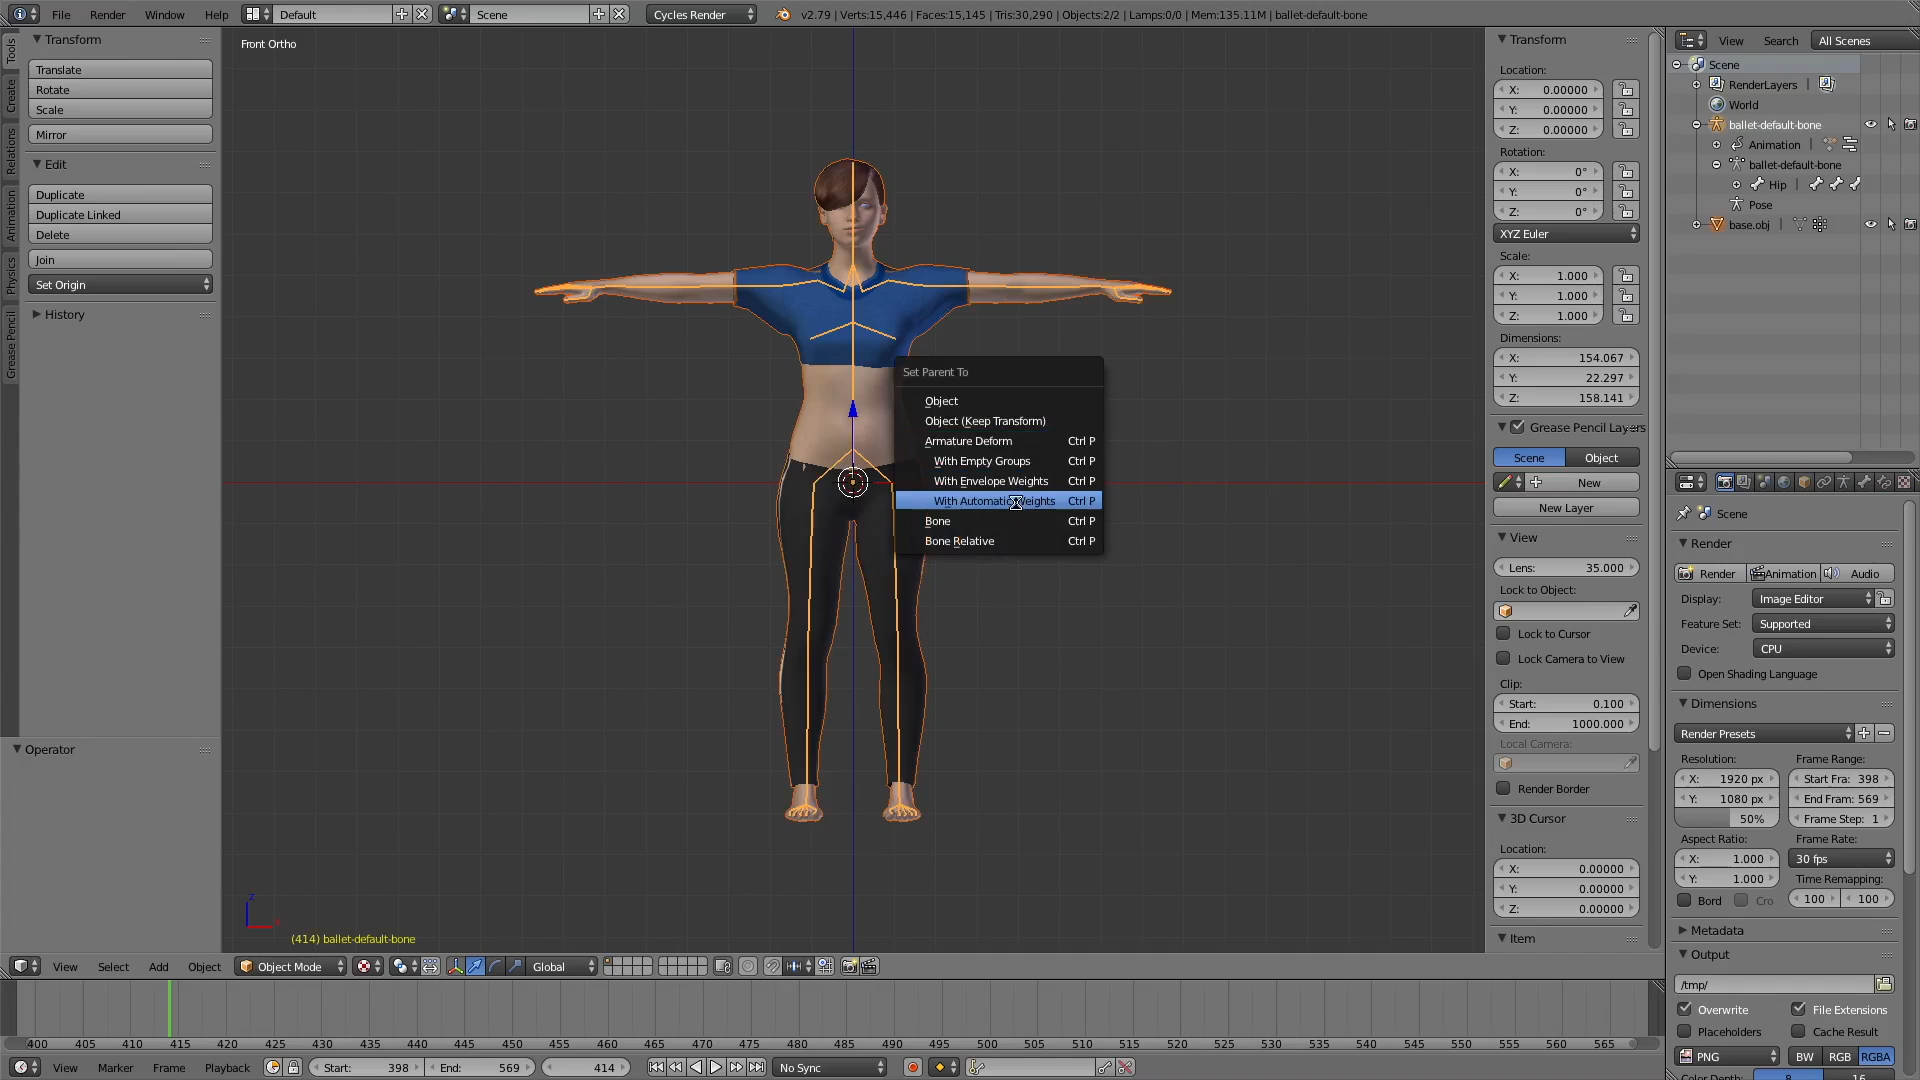 File
Render
Window
Help
Default
Scene
Cycles Render
v2.79 | Verts:15,446 | Faces:15,145 | Tris:30,290 | Objects:2/2 | Lamps:0/0 | Mem:135.11M | ballet-default-bone
Tools
Create
Relations
Animation
Physics
Grease Pencil
Transform
Translate
Rotate
Scale
Mirror
Edit
Duplicate
Duplicate Linked
Delete
Join
Set Origin
History
Operator
Front Ortho
Set Parent To
Object
Object (Keep Transform)
Armature Deform Ctrl P
With Empty Groups Ctrl P
With Envelope Weights Ctrl P
With Automatic Weights Ctrl P
Bone Ctrl P
Bone Relative Ctrl P
z
x
(414) ballet-default-bone
View Select Add Object Object Mode Global
Transform
Location:
X: 0.00000
Y: 0.00000
Z: 0.00000
Rotation:
X: 0°
Y: 0°
Z: 0°
XYZ Euler
Scale:
X: 1.000
Y: 1.000
Z: 1.000
Dimensions:
X: 154.067
Y: 22.297
Z: 158.141
Grease Pencil Layers
Scene Object
New
New Layer
View
Lens: 35.000
Lock to Object:
Lock to Cursor
Lock Camera to View
Clip:
Start: 0.100
End: 1000.000
Local Camera:
Render Border
3D Cursor
Location:
X: 0.00000
Y: 0.00000
Z: 0.00000
Item
View Search All Scenes
Scene
RenderLayers |
World
ballet-default-bone
Animation |
ballet-default-bone
Hip |
Pose
base.obj |
Scene
Render
Render Animation Audio
Display: Image Editor
Feature Set: Supported
Device: CPU
Open Shading Language
Dimensions
Render Presets
Resolution: Frame Range:
X: 1920 px Start Fra: 398
Y: 1080 px End Fram: 569
50% Frame Step: 1
Aspect Ratio: Frame Rate:
X: 1.000 30 fps
Y: 1.000 Time Remapping:
Bord Cro 100 100
Metadata
Output
/tmp/
Overwrite File Extensions
Placeholders Cache Result
PNG BW RGB RGBA
Color Depth: 8 16
400 405 410 415 420 425 430 435 440 445 450 455 460 465 470 475 480 485 490 495 500 505 510 515 520 525 530 535 540 545 550 555 560 565
View Marker Frame Playback Start: 398 End: 569 414 No Sync